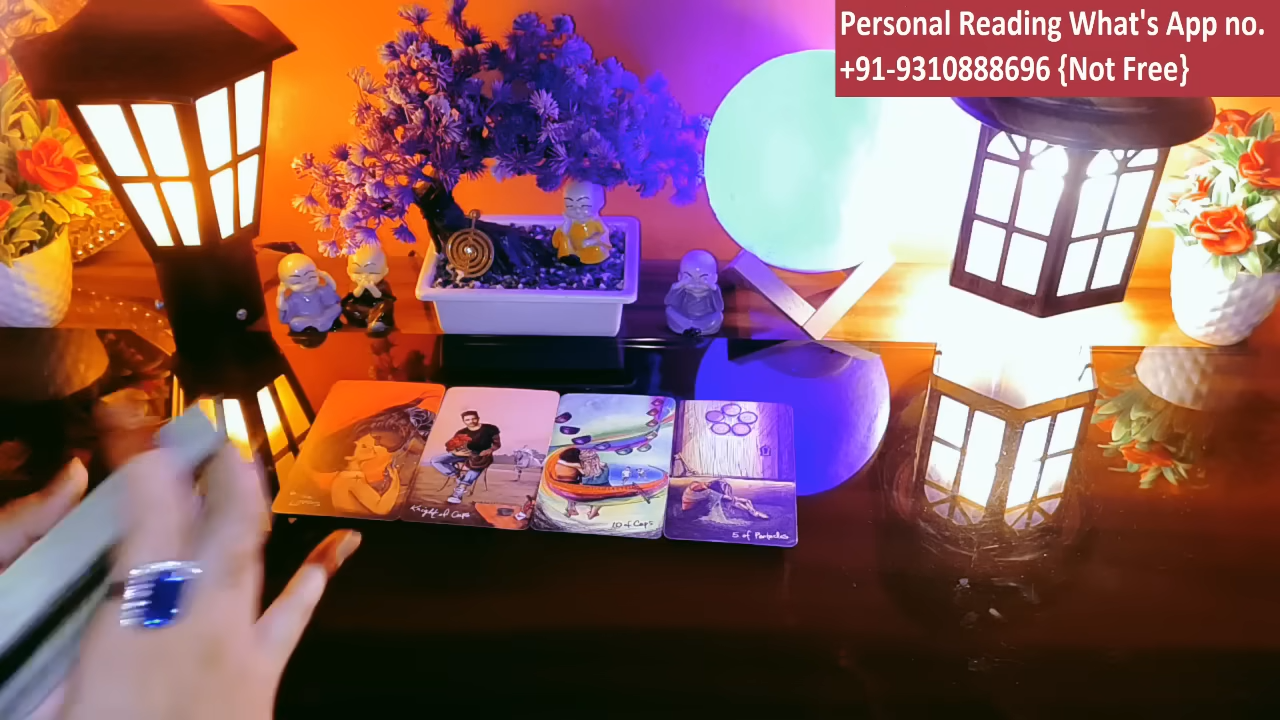 Personal Reading What's App no.
+91-9310888696 {Not Free}
Knight of Cups
10 of Cups
5 of Pentacles